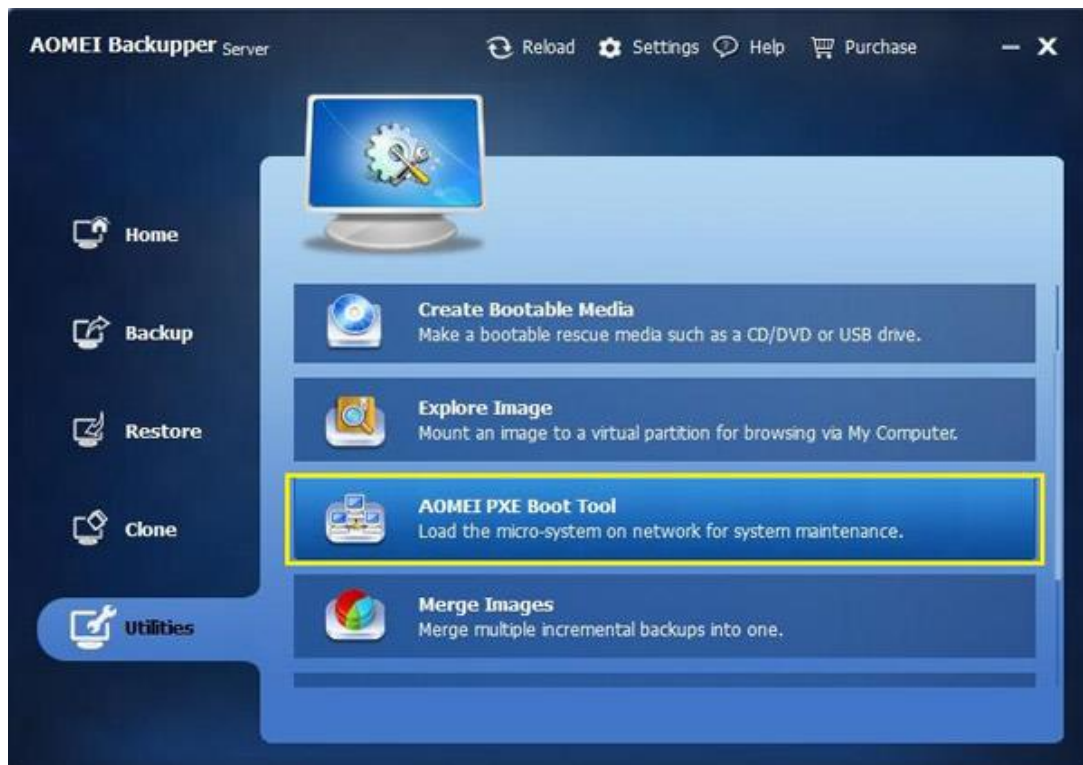 AOMEI Backupper Server
Reload Settings Help Purchase
Home
Backup
Restore
Clone
Utilities
Create Bootable Media
Make a bootable rescue media such as a CD/DVD or USB drive.
Explore Image
Mount an image to a virtual partition for browsing via My Computer.
AOMEI PXE Boot Tool
Load the micro-system on network for system maintenance.
Merge Images
Merge multiple incremental backups into one.